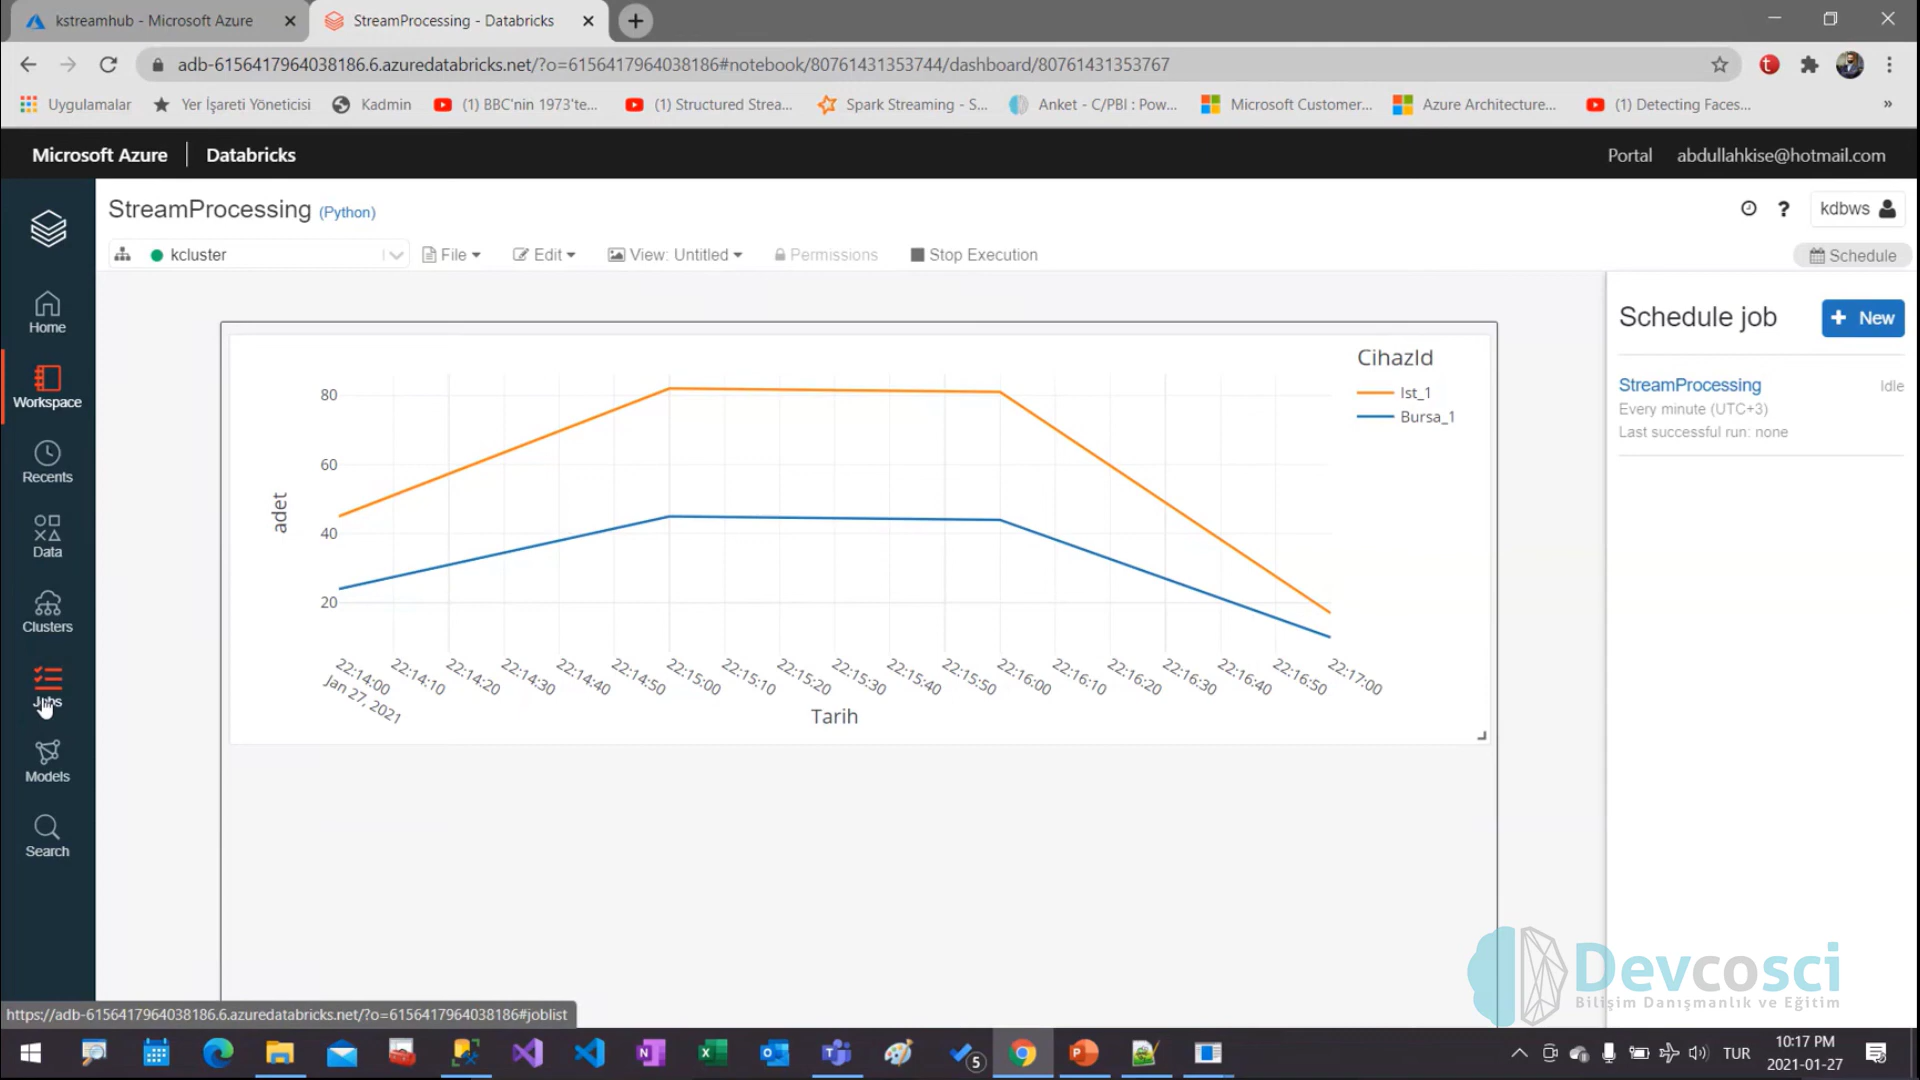 kstreamhub - Microsoft Azure
StreamProcessing - Databricks
adb-6156417964038186.6.azuredatabricks.net/?o=6156417964038186#notebook/80761431353744/dashboard/80761431353767
Uygulamalar
Yer İşareti Yöneticisi
Kadmin
(1) BBC'nin 1973'te...
(1) Structured Strea...
Spark Streaming - S...
Anket - C/PBI : Pow...
Microsoft Customer...
Azure Architecture...
(1) Detecting Faces...
»
Microsoft Azure
Databricks
Portal
abdullahkise@hotmail.com
StreamProcessing (Python)
? kdbws
kcluster
File
Edit
View: Untitled
Permissions
Stop Execution
Schedule
Home
Workspace
Recents
Data
Clusters
Jobs
Models
Search
CihazId
Ist_1
Bursa_1
80
60
40
20
adet
22:14:00
Jan 27, 2021
22:14:10
22:14:20
22:14:30
22:14:40
22:14:50
22:15:00
22:15:10
22:15:20
22:15:30
22:15:40
22:15:50
22:16:00
22:16:10
22:16:20
22:16:30
22:16:40
22:16:50
22:17:00
Tarih
Schedule job
+ New
StreamProcessing
Idle
Every minute (UTC+3)
Last successful run: none
Devcosci
Bilişim Danışmanlık ve Eğitim
https://adb-6156417964038186.6.azuredatabricks.net/?o=6156417964038186#joblist
5
TUR
10:17 PM
2021-01-27